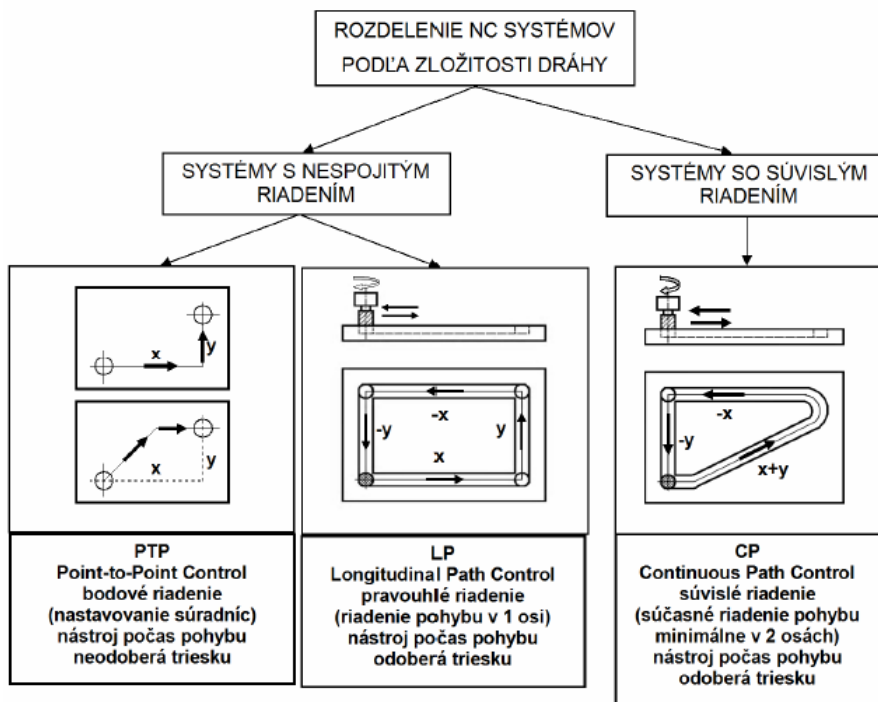 ROZDELENIE NC SYSTÉMOV
PODĽA ZLOŽITOSTI DRÁHY
SYSTÉMY S NESPOJITÝM
RIADENÍM
SYSTÉMY SO SÚVISLÝM
RIADENÍM
x
y
x
y
-x
-y
y
x
-x
-y
x+y
PTP
Point-to-Point Control
bodové riadenie
(nastavovanie súradníc)
nástroj počas pohybu
neodoberá triesku
LP
Longitudinal Path Control
pravouhlé riadenie
(riadenie pohybu v 1 osi)
nástroj počas pohybu
odoberá triesku
CP
Continuous Path Control
súvislé riadenie
(súčasné riadenie pohybu
minimálne v 2 osách)
nástroj počas pohybu
odoberá triesku